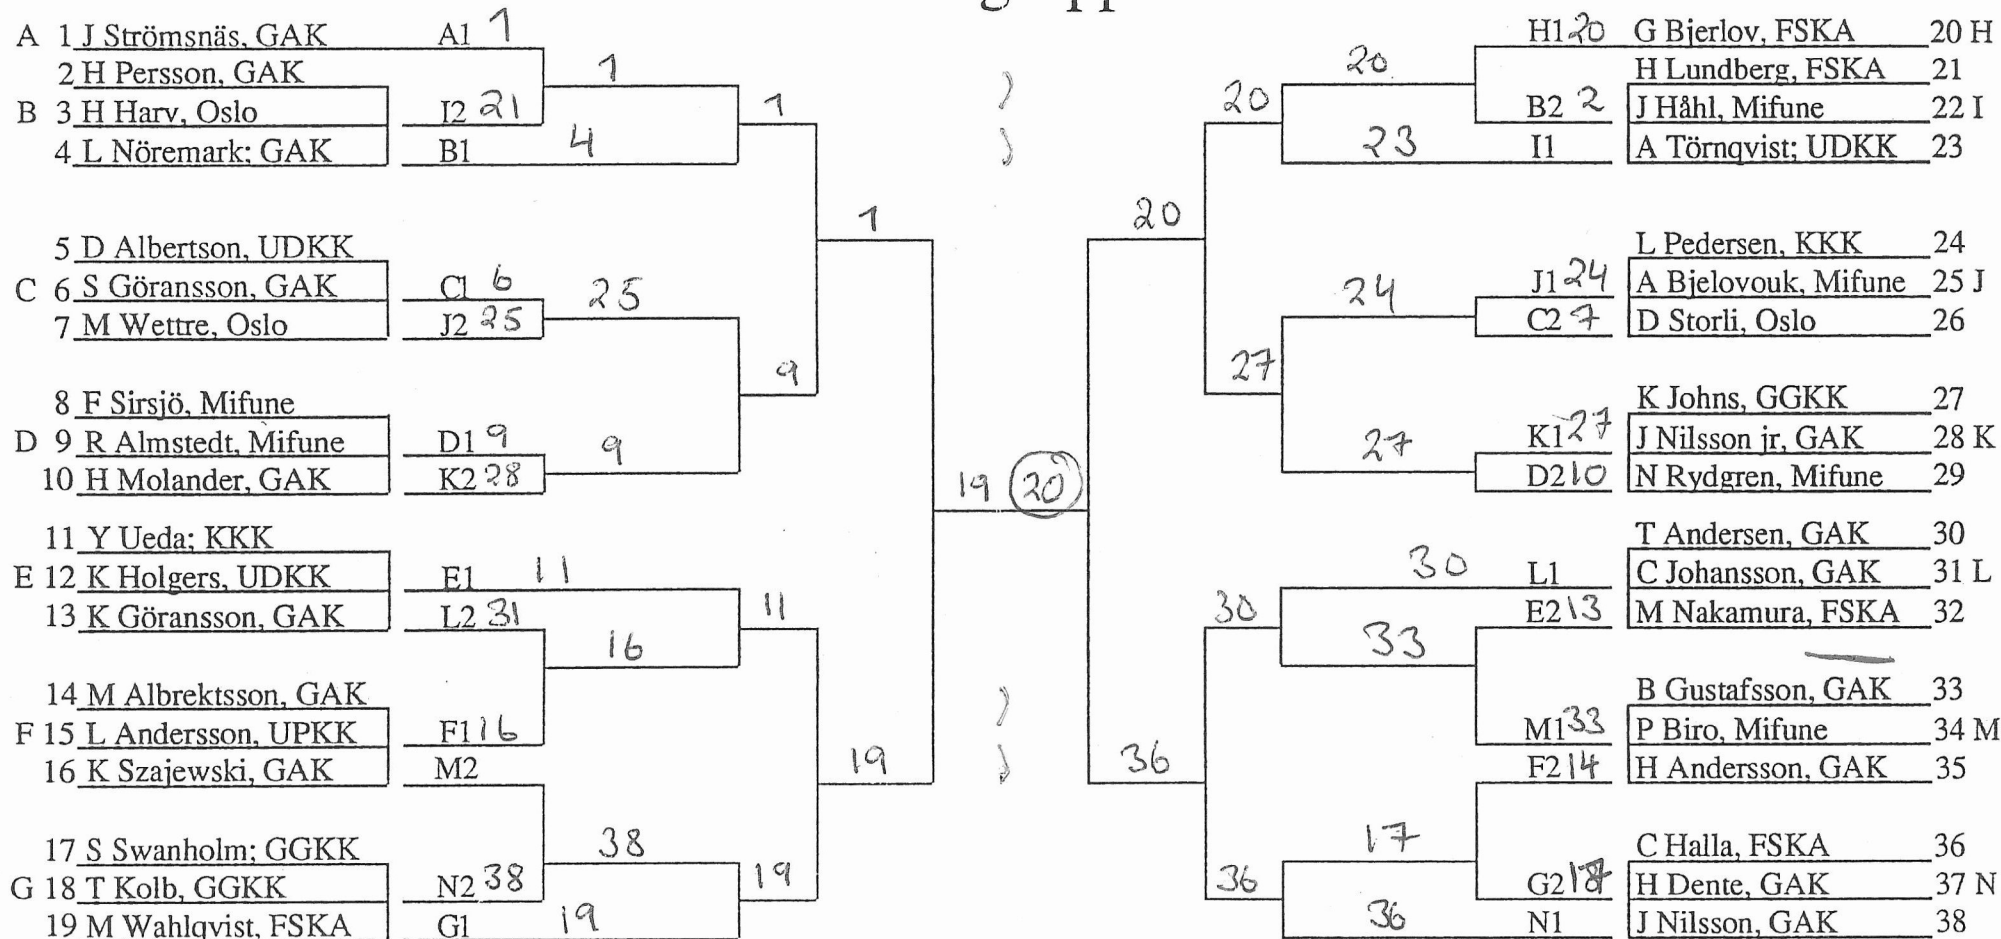 A 1 J Strömsnäs, GAK A1 1
2 H Persson, GAK
B 3 H Harv, Oslo I2 21
4 L Nöremark; GAK B1 4
1
1
5 D Albertson, UDKK
C 6 S Göransson, GAK C1 6
7 M Wettre, Oslo J2 25
25
1
8 F Sirsjö, Mifune
D 9 R Almstedt, Mifune D1 9
10 H Molander, GAK K2 28
9
9
11 Y Ueda; KKK
E 12 K Holgers, UDKK E1 11
13 K Göransson, GAK L2 31
16
11
14 M Albrektsson, GAK
F 15 L Andersson, UPKK F1 16
16 K Szajewski, GAK M2
19
17 S Swanholm; GGKK
G 18 T Kolb, GGKK N2 38
19 M Wahlqvist, FSKA G1 19
38
19
19 20
H1 20 G Bjerlov, FSKA 20 H
H Lundberg, FSKA 21
B2 2 J Håhl, Mifune 22 I
23 I1 A Törnqvist; UDKK 23
20
20
20
L Pedersen, KKK 24
J1 24 A Bjelovouk, Mifune 25 J
C2 7 D Storli, Oslo 26
24
27
K Johns, GGKK 27
K1 27 J Nilsson jr, GAK 28 K
D2 10 N Rydgren, Mifune 29
27
T Andersen, GAK 30
30 L1 C Johansson, GAK 31 L
E2 13 M Nakamura, FSKA 32
30
33
B Gustafsson, GAK 33
M1 33 P Biro, Mifune 34 M
F2 14 H Andersson, GAK 35
36
17
C Halla, FSKA 36
G2 H Dente, GAK 37 N
36 N1 J Nilsson, GAK 38
36